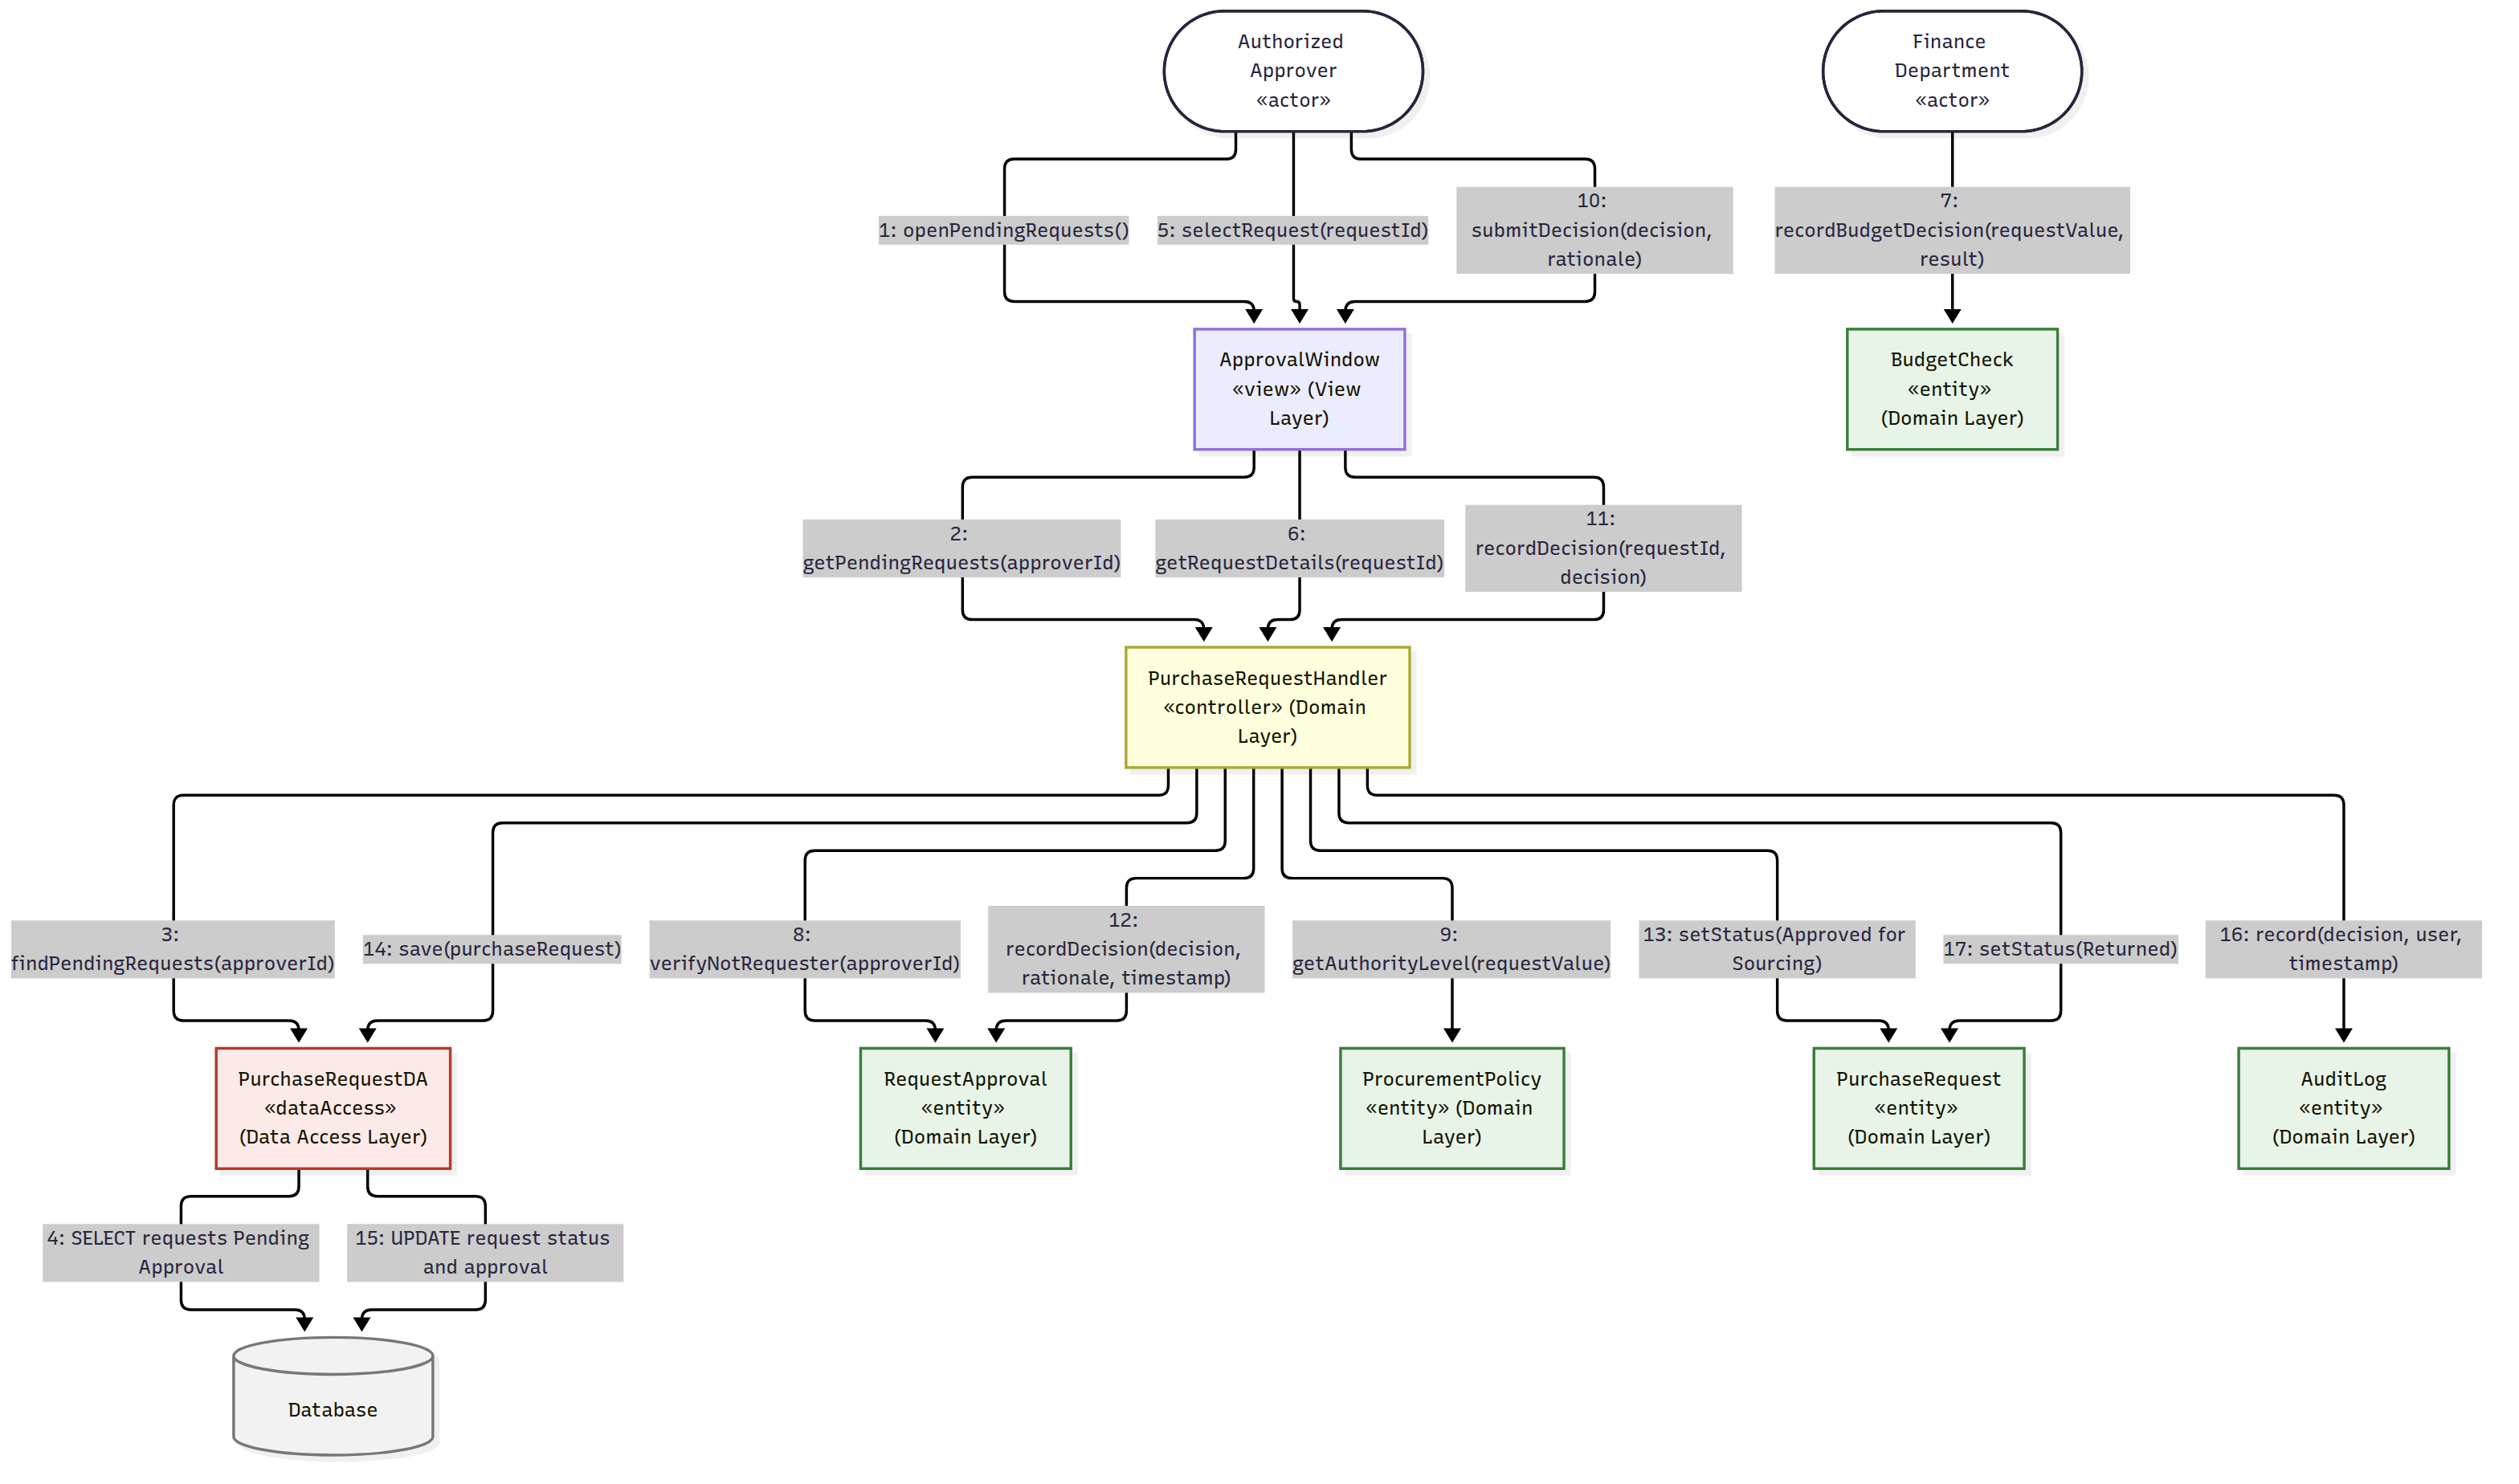 Authorized
Approver
«actor»
Finance
Department
«actor»
1: openPendingRequests()
5: selectRequest(requestId)
10:
submitDecision(decision,
rationale)
7:
recordBudgetDecision(requestValue,
result)
ApprovalWindow
«view» (View
Layer)
BudgetCheck
«entity»
(Domain Layer)
2:
getPendingRequests(approverId)
6:
getRequestDetails(requestId)
11:
recordDecision(requestId,
decision)
PurchaseRequestHandler
«controller» (Domain
Layer)
3:
findPendingRequests(approverId)
14: save(purchaseRequest)
8:
verifyNotRequester(approverId)
12:
recordDecision(decision,
rationale, timestamp)
9:
getAuthorityLevel(requestValue)
13: setStatus(Approved for
Sourcing)
17: setStatus(Returned)
16: record(decision, user,
timestamp)
PurchaseRequestDA
«dataAccess»
(Data Access Layer)
RequestApproval
«entity»
(Domain Layer)
ProcurementPolicy
«entity» (Domain
Layer)
PurchaseRequest
«entity»
(Domain Layer)
AuditLog
«entity»
(Domain Layer)
4: SELECT requests Pending
Approval
15: UPDATE request status
and approval
Database